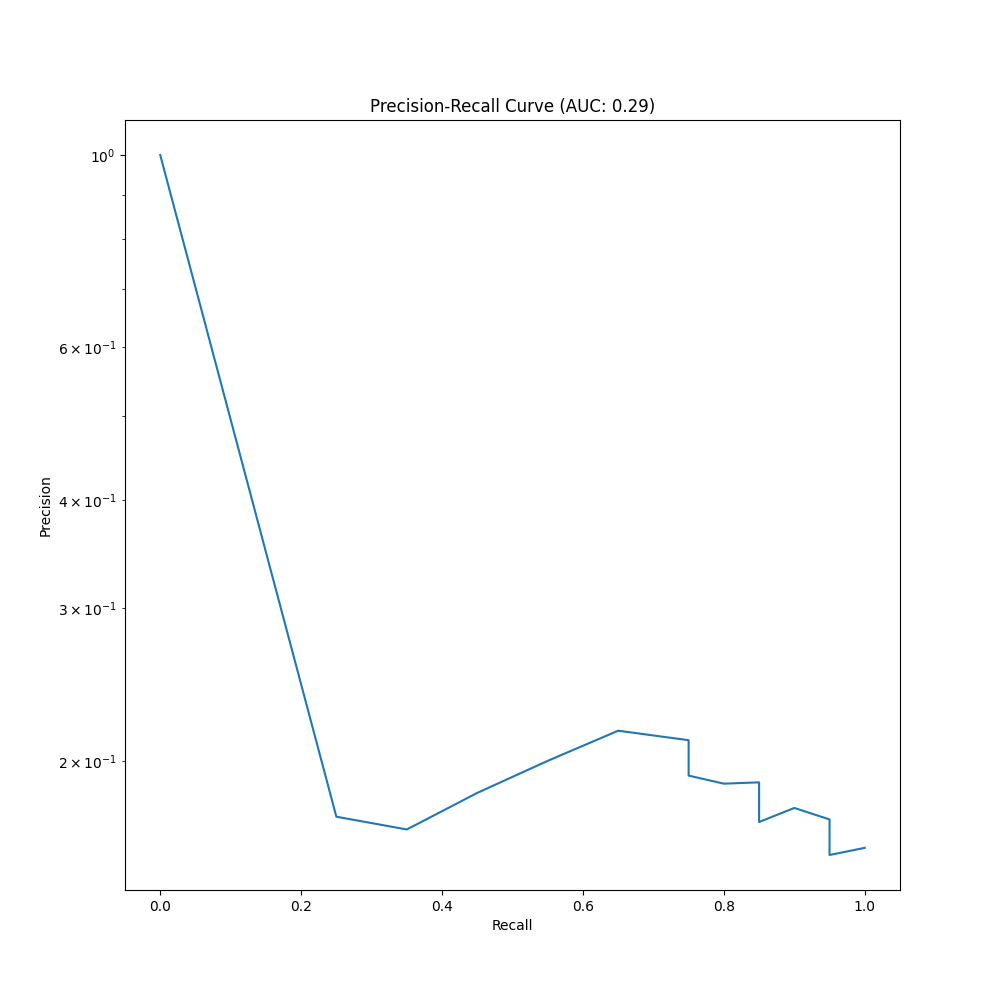 Precision-Recall Curve (AUC: 0.29)
Precision
10⁰
6 × 10⁻¹
4 × 10⁻¹
3 × 10⁻¹
2 × 10⁻¹
0.0 0.2 0.4 0.6 0.8 1.0
Recall